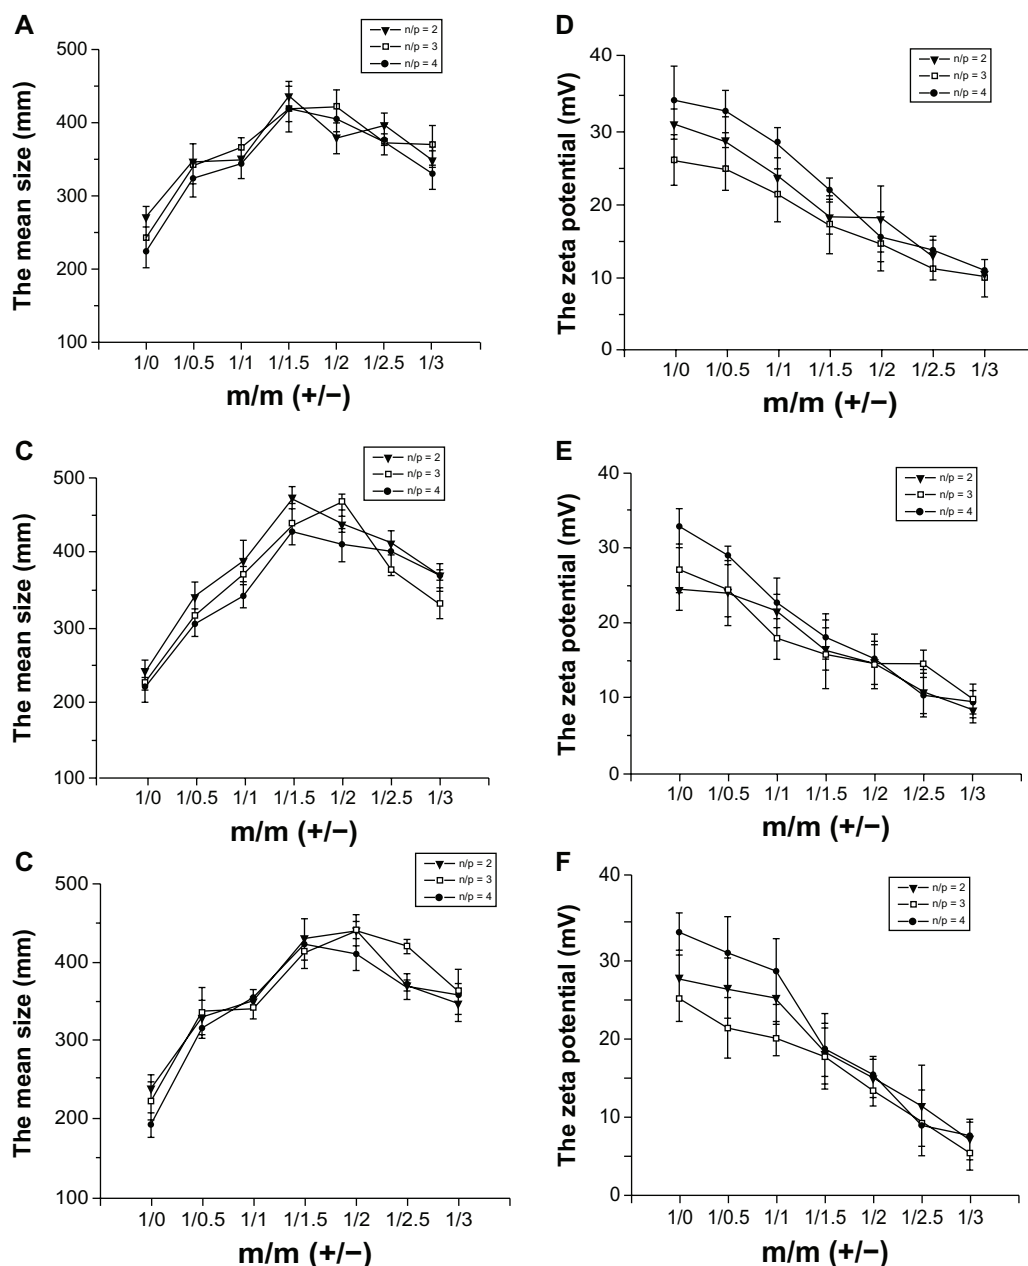 A
n/p = 2
n/p = 3
n/p = 4
The mean size (mm)
500
400
300
200
100
1/0 1/0.5 1/1 1/1.5 1/2 1/2.5 1/3
m/m (+/−)
D
n/p = 2
n/p = 3
n/p = 4
The zeta potential (mV)
40
30
20
10
0
1/0 1/0.5 1/1 1/1.5 1/2 1/2.5 1/3
m/m (+/−)
C
n/p = 2
n/p = 3
n/p = 4
The mean size (mm)
500
400
300
200
100
1/0 1/0.5 1/1 1/1.5 1/2 1/2.5 1/3
m/m (+/−)
E
n/p = 2
n/p = 3
n/p = 4
The zeta potential (mV)
40
30
20
10
0
1/0 1/0.5 1/1 1/1.5 1/2 1/2.5 1/3
m/m (+/−)
C
n/p = 2
n/p = 3
n/p = 4
The mean size (mm)
500
400
300
200
100
1/0 1/0.5 1/1 1/1.5 1/2 1/2.5 1/3
m/m (+/−)
F
n/p = 2
n/p = 3
n/p = 4
The zeta potential (mV)
40
30
20
10
0
1/0 1/0.5 1/1 1/1.5 1/2 1/2.5 1/3
m/m (+/−)